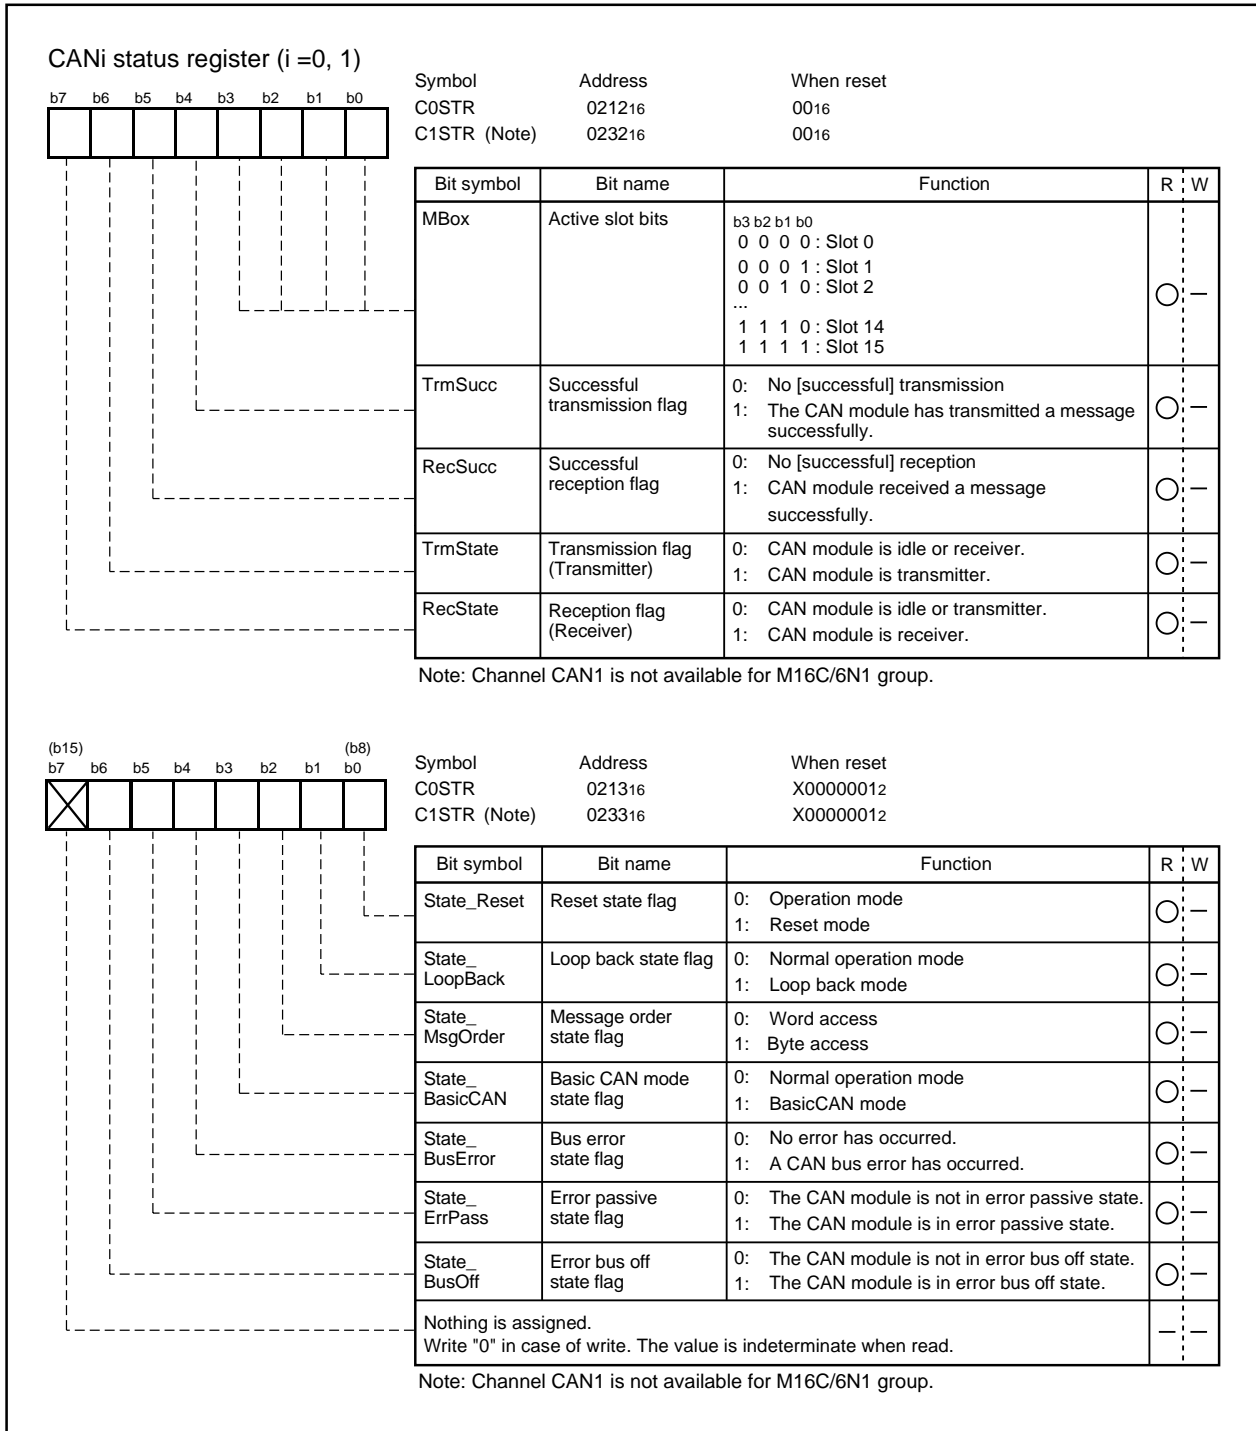 CANi status register (i =0, 1)
Symbol Address When reset
b7 b6 b5 b4 b3 b2 b1 b0
C0STR 021216 0016
C1STR (Note) 023216 0016
Bit symbol Bit name Function R W
MBox Active slot bits
b3 b2 b1 b0
0 0 0 0 : Slot 0
0 0 0 1 : Slot 1
0 0 1 0 : Slot 2
...
1 1 1 0 : Slot 14
1 1 1 1 : Slot 15
–
TrmSucc Successful 0: No [successful] transmission
transmission flag 1: The CAN module has transmitted a message –
successfully.
RecSucc Successful 0: No [successful] reception
reception flag 1: CAN module received a message –
successfully.
TrmState Transmission flag 0: CAN module is idle or receiver.
(Transmitter) 1: CAN module is transmitter. –
RecState Reception flag 0: CAN module is idle or transmitter.
(Receiver) 1: CAN module is receiver. –
Note: Channel CAN1 is not available for M16C/6N1 group.
(b15) (b8)
b7 b6 b5 b4 b3 b2 b1 b0
Symbol Address When reset
C0STR 021316 X00000012
C1STR (Note) 023316 X00000012
Bit symbol Bit name Function R W
State_Reset Reset state flag 0: Operation mode
1: Reset mode –
State_ Loop back state flag 0: Normal operation mode
LoopBack 1: Loop back mode –
State_ Message order 0: Word access
MsgOrder state flag 1: Byte access –
State_ Basic CAN mode 0: Normal operation mode
BasicCAN state flag 1: BasicCAN mode –
State_ Bus error 0: No error has occurred.
BusError state flag 1: A CAN bus error has occurred. –
State_ Error passive 0: The CAN module is not in error passive state.
ErrPass state flag 1: The CAN module is in error passive state. –
State_ Error bus off 0: The CAN module is not in error bus off state.
BusOff state flag 1: The CAN module is in error bus off state. –
Nothing is assigned.
Write "0" in case of write. The value is indeterminate when read. – –
Note: Channel CAN1 is not available for M16C/6N1 group.